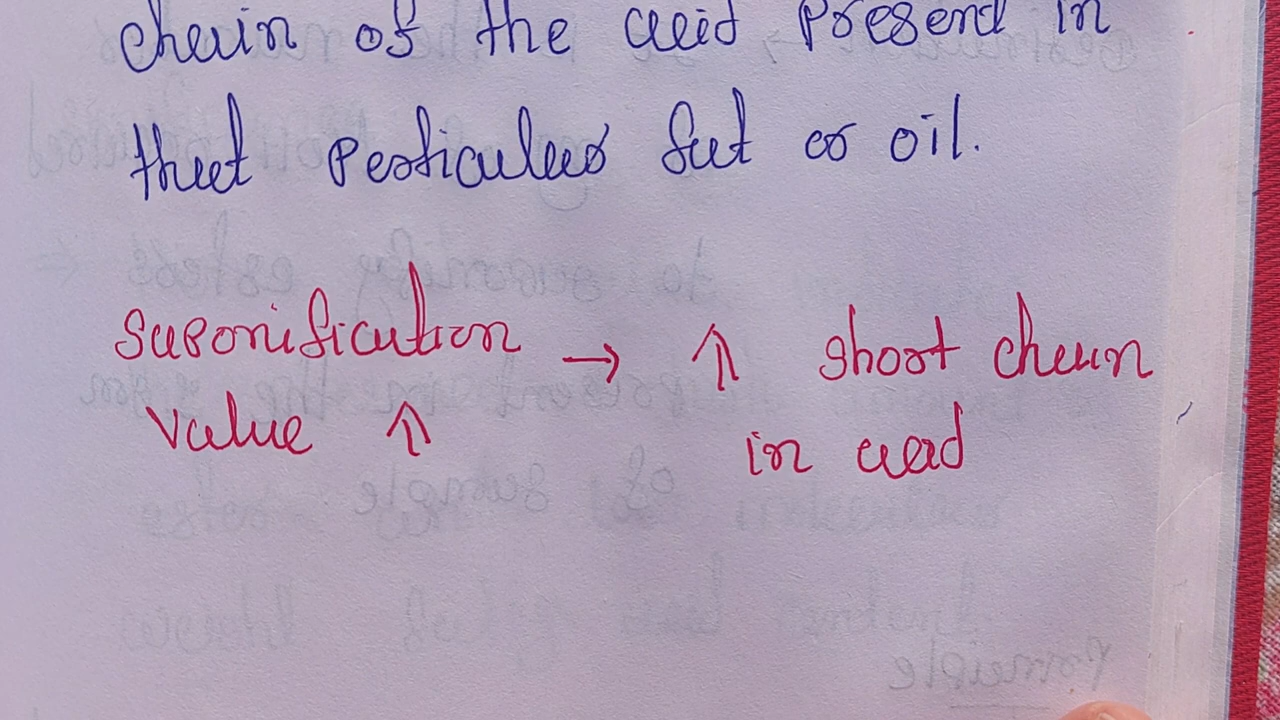 chain of the acid present in
that particular fat or oil.
Saponification → ↑ short chain
value ↑ in acid